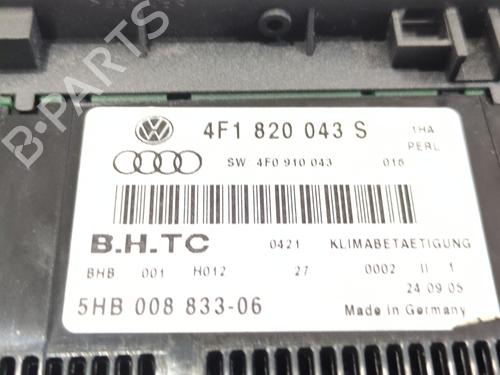 4F1 820 043 S 1HA
PERL
SW 4F0 910 043 016
B.H.TC 0421 KLIMABETAETIGUNG
BHB 001 H012 27 0002 II 1
24 09 05
5HB 008 833-06 Made in Germany
B-PARTS